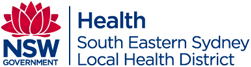 NSW
GOVERNMENT
Health
South Eastern Sydney
Local Health District